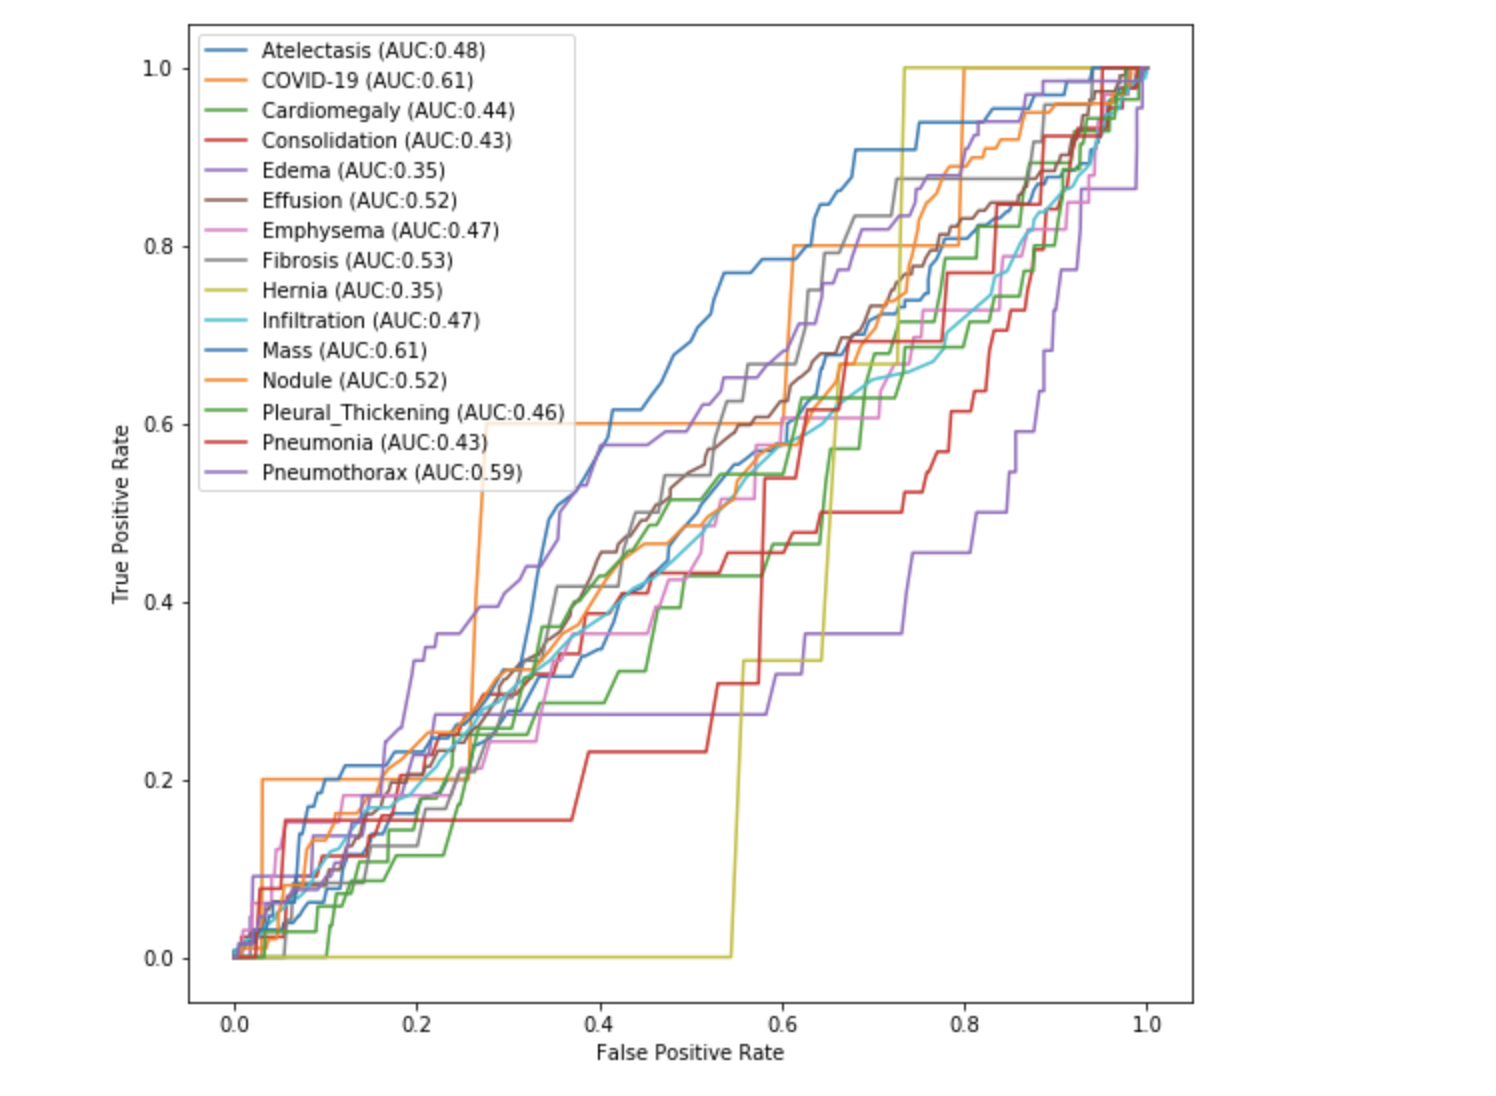 Atelectasis (AUC:0.48)
COVID-19 (AUC:0.61)
Cardiomegaly (AUC:0.44)
Consolidation (AUC:0.43)
Edema (AUC:0.35)
Effusion (AUC:0.52)
Emphysema (AUC:0.47)
Fibrosis (AUC:0.53)
Hernia (AUC:0.35)
Infiltration (AUC:0.47)
Mass (AUC:0.61)
Nodule (AUC:0.52)
Pleural_Thickening (AUC:0.46)
Pneumonia (AUC:0.43)
Pneumothorax (AUC:0.59)
1.0
0.8
0.6
0.4
0.2
0.0
True Positive Rate
0.0 0.2 0.4 0.6 0.8 1.0
False Positive Rate